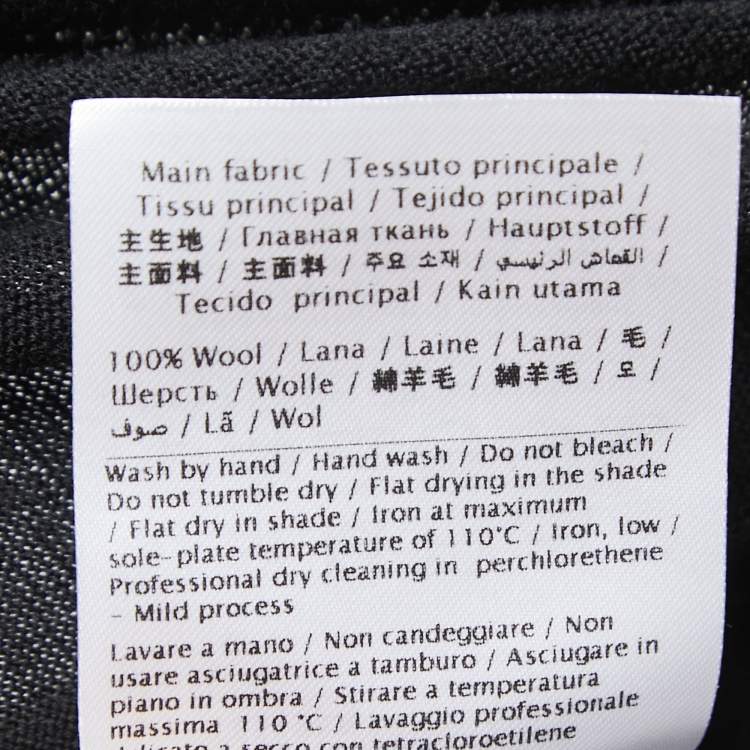 Main fabric / Tessuto principale /
Tissu principal / Tejido principal /
主生地 / Главная ткань / Hauptstoff /
主面料 / 主面料 / 주요 소재 / القماش الرئيسي /
Tecido principal / Kain utama
100% Wool / Lana / Laine / Lana / 毛 /
Шерсть / Wolle / 綿羊毛 / 綿羊毛 / 모 /
صوف / Lã / Wol
Wash by hand / Hand wash / Do not bleach /
Do not tumble dry / Flat drying in the shade
/ Flat dry in shade / Iron at maximum
sole-plate temperature of 110°C / Iron, low /
Professional dry cleaning in perchloretherie
- Mild process
Lavare a mano / Non candeggiare / Non
usare asciugatrice a tamburo / Asciugare in
piano in ombra / Stirare a temperatura
massima 110 °C / Lavaggio professionale
delicato a secco con tetracloroetilene